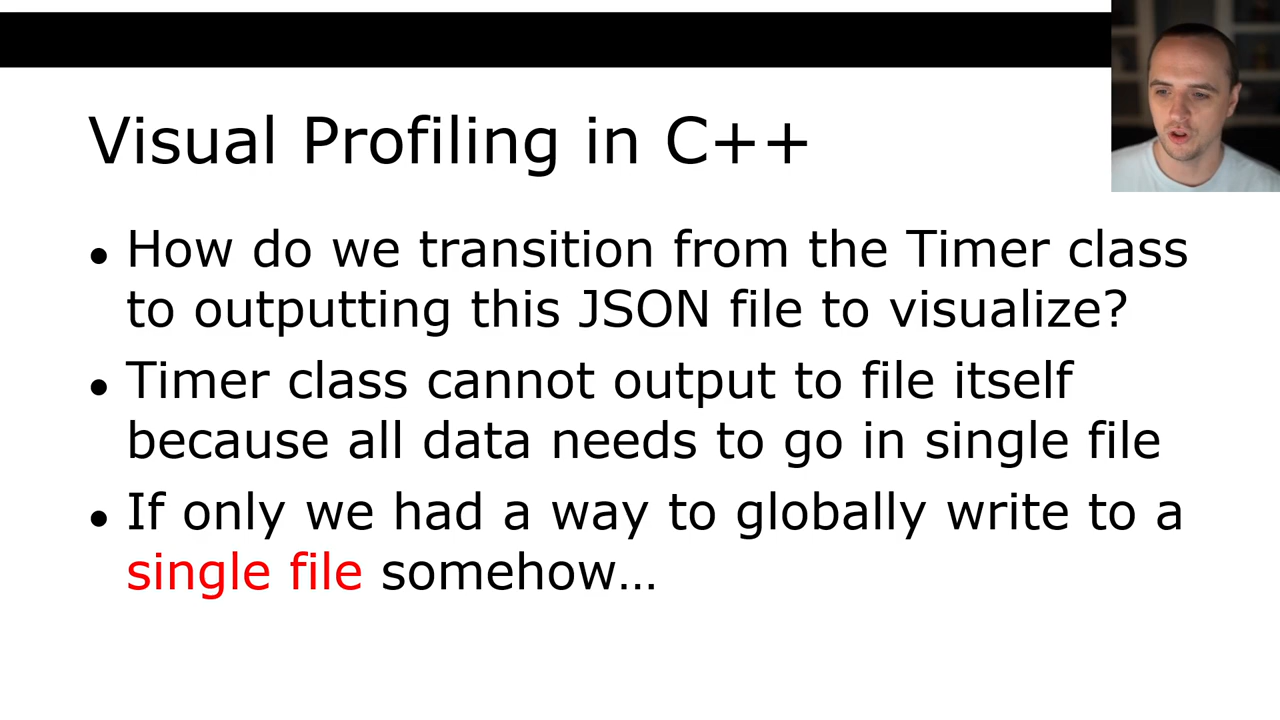 Visual Profiling in C++
● How do we transition from the Timer class
to outputting this JSON file to visualize?
● Timer class cannot output to file itself
because all data needs to go in single file
● If only we had a way to globally write to a
single file somehow…